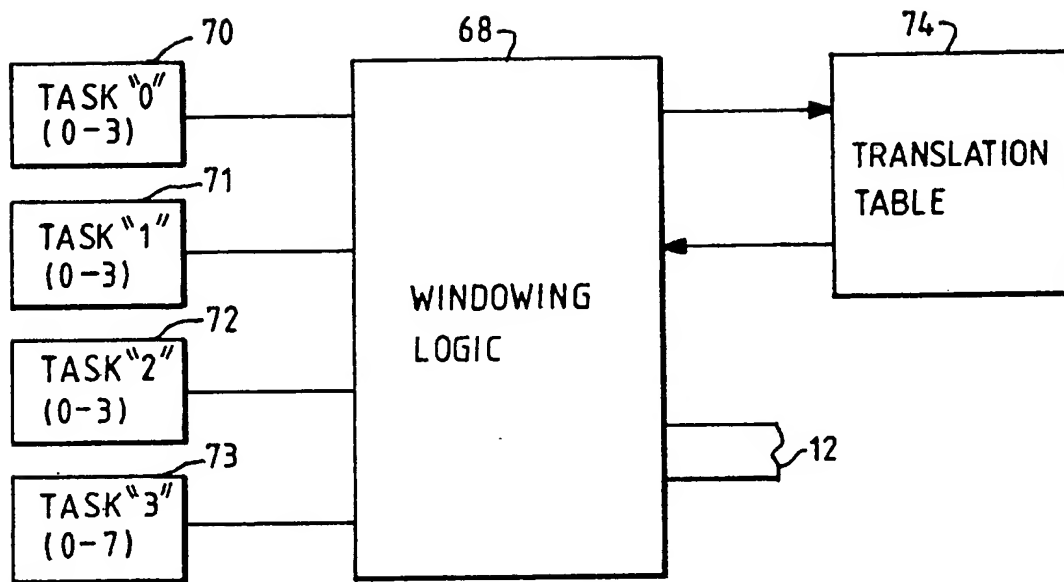 70
TASK "0"
(0-3)
71
TASK "1"
(0-3)
72
TASK "2"
(0-3)
73
TASK "3"
(0-7)
68
WINDOWING
LOGIC
74
TRANSLATION
TABLE
12